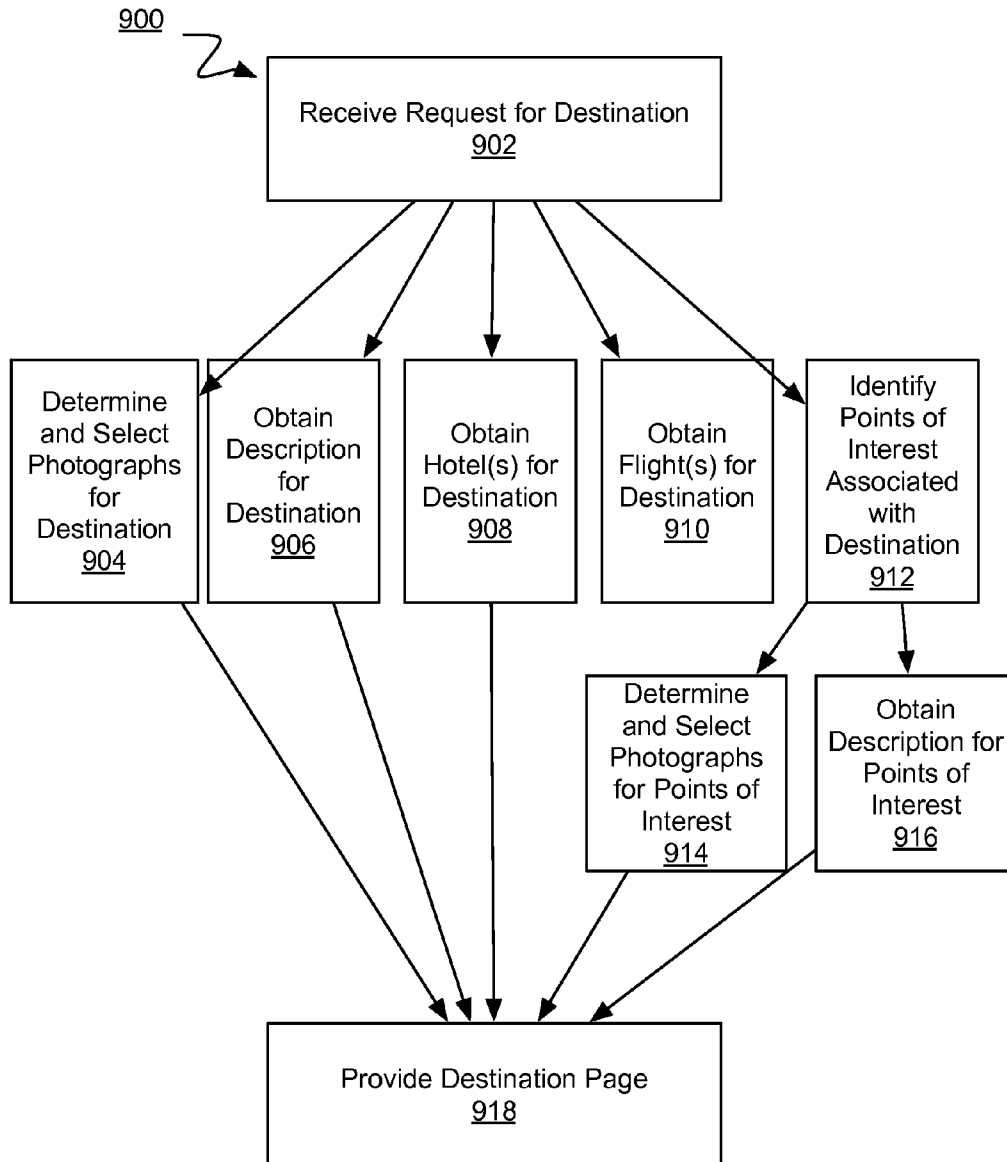 900
Receive Request for Destination
902
Determine
and Select
Photographs
for
Destination
904
Obtain
Description
for
Destination
906
Obtain
Hotel(s) for
Destination
908
Obtain
Flight(s) for
Destination
910
Identify
Points of
Interest
Associated
with
Destination
912
Determine
and Select
Photographs
for Points of
Interest
914
Obtain
Description for
Points of
Interest
916
Provide Destination Page
918